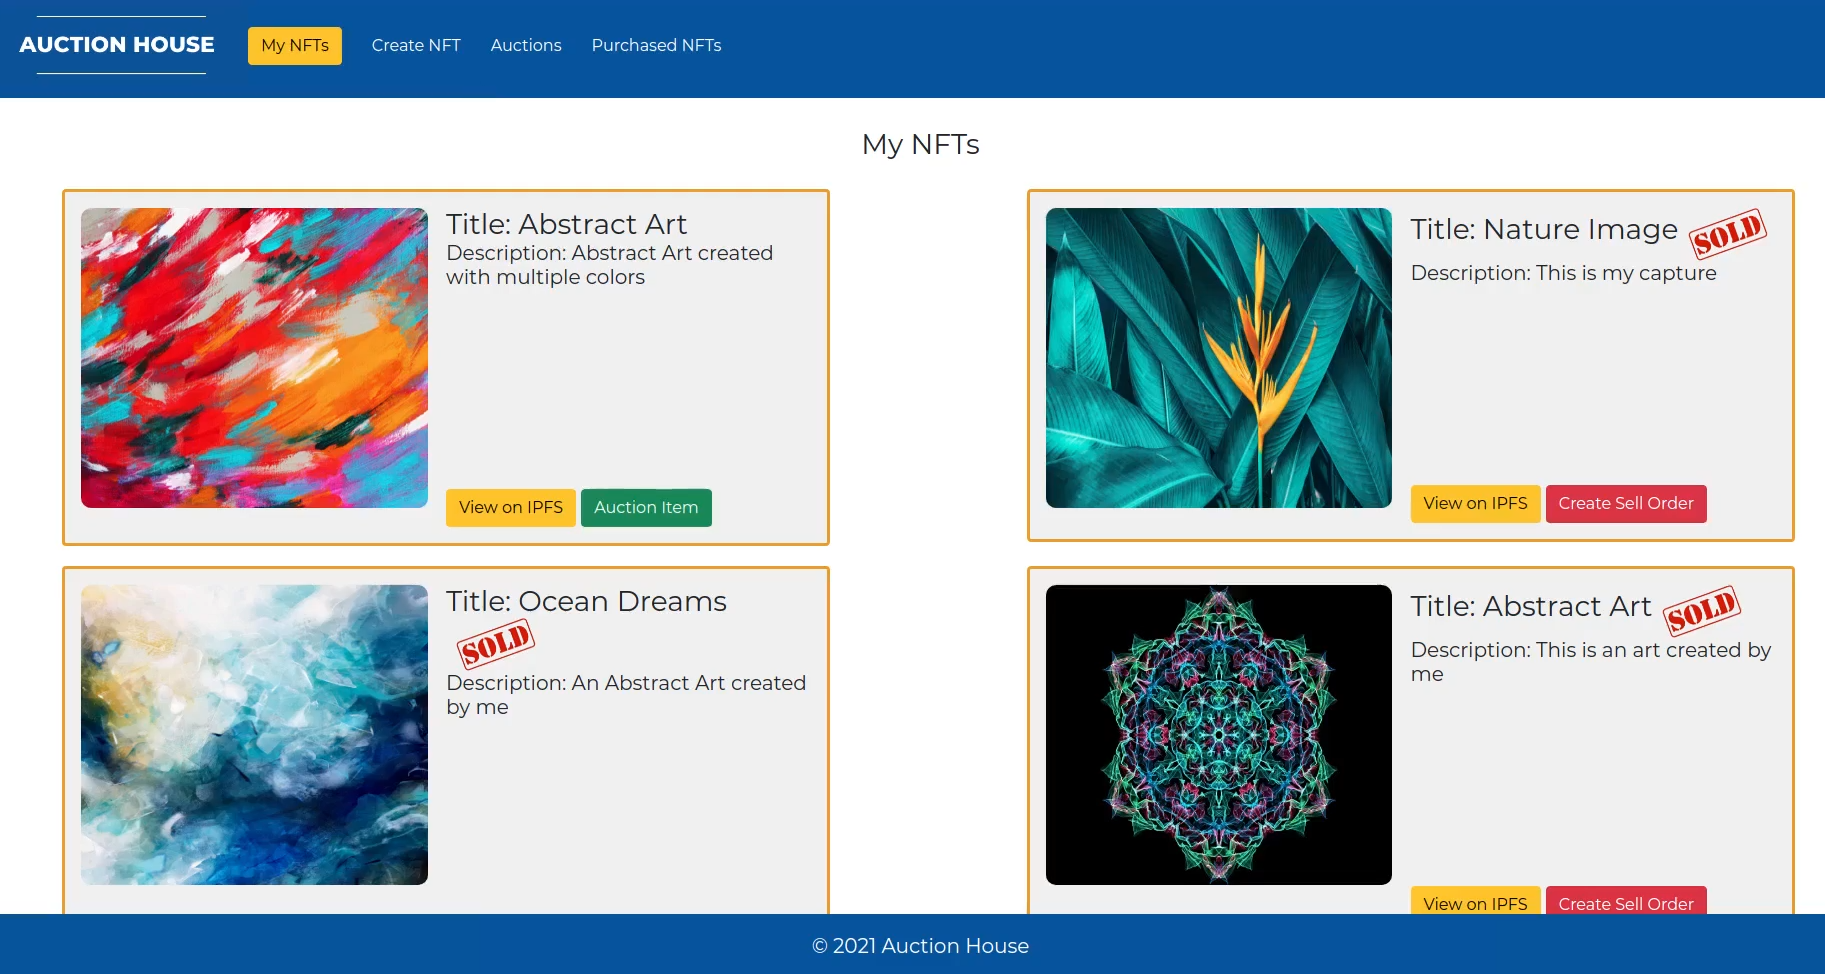 AUCTION HOUSE
My NFTs
Create NFT
Auctions
Purchased NFTs
My NFTs
Title: Abstract Art
Description: Abstract Art created
with multiple colors
View on IPFS
Auction Item
Title: Nature Image
SOLD
Description: This is my capture
View on IPFS
Create Sell Order
Title: Ocean Dreams
SOLD
Description: An Abstract Art created
by me
Title: Abstract Art
SOLD
Description: This is an art created by
me
View on IPFS
Create Sell Order
© 2021 Auction House